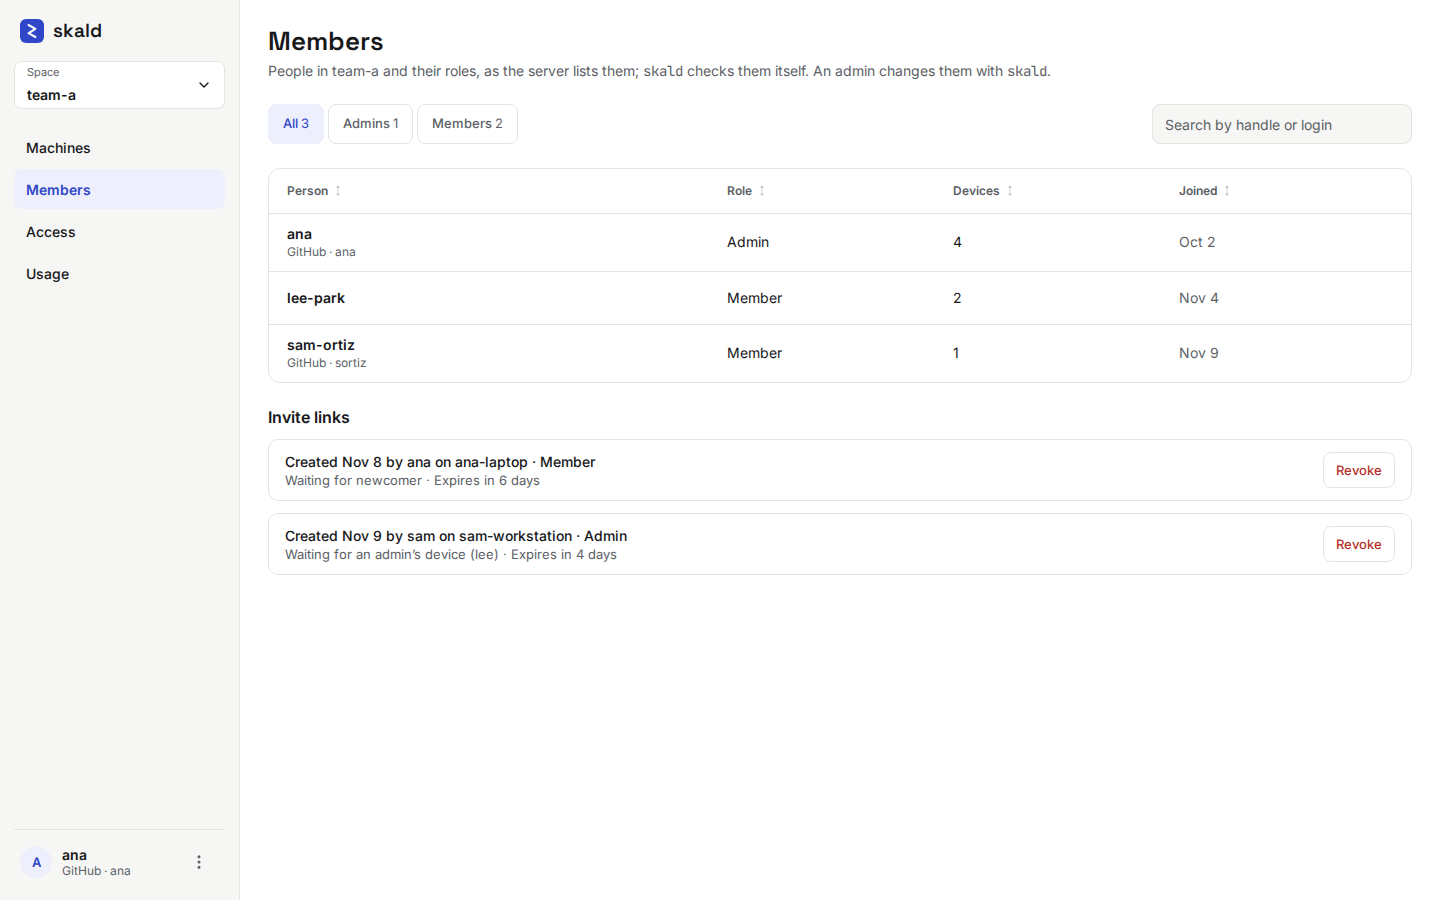 skald
Space
team-a
Machines
Members
Access
Usage
A
ana
GitHub · ana
Members
People in team-a and their roles, as the server lists them; skald checks them itself. An admin changes them with skald.
All 3
Admins 1
Members 2
Search by handle or login
Person Role Devices Joined
ana
GitHub · ana
Admin 4 Oct 2
lee-park Member 2 Nov 4
sam-ortiz
GitHub · sortiz
Member 1 Nov 9
Invite links
Created Nov 8 by ana on ana-laptop · Member
Waiting for newcomer · Expires in 6 days
Revoke
Created Nov 9 by sam on sam-workstation · Admin
Waiting for an admin's device (lee) · Expires in 4 days
Revoke